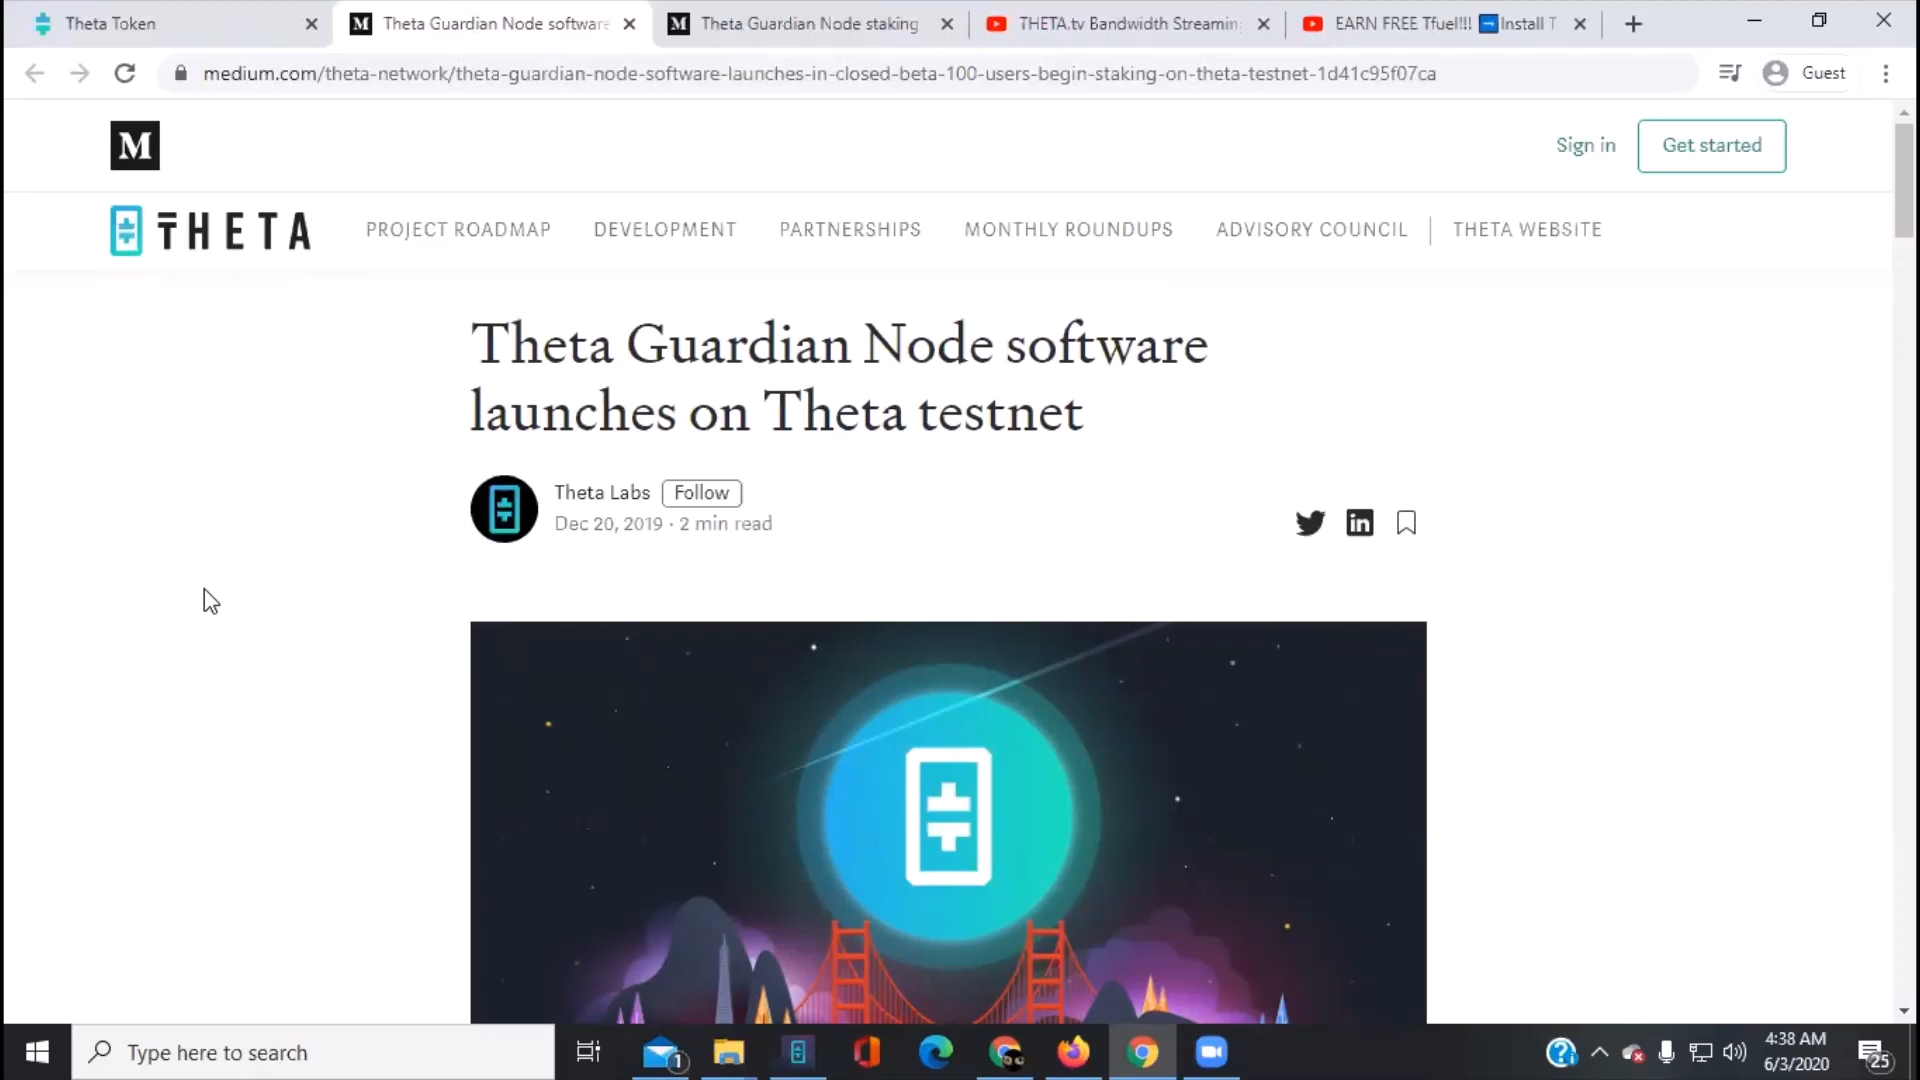 Theta Token
Theta Guardian Node software
Theta Guardian Node staking
THETA.tv Bandwidth Streamin
EARN FREE Tfuel!!! Install T
medium.com/theta-network/theta-guardian-node-software-launches-in-closed-beta-100-users-begin-staking-on-theta-testnet-1d41c95f07ca
Guest
M
Sign in
Get started
THETA
PROJECT ROADMAP
DEVELOPMENT
PARTNERSHIPS
MONTHLY ROUNDUPS
ADVISORY COUNCIL
THETA WEBSITE
Theta Guardian Node software
launches on Theta testnet
Theta Labs Follow
Dec 20, 2019 · 2 min read
in
Type here to search
1
4:38 AM
6/3/2020
25